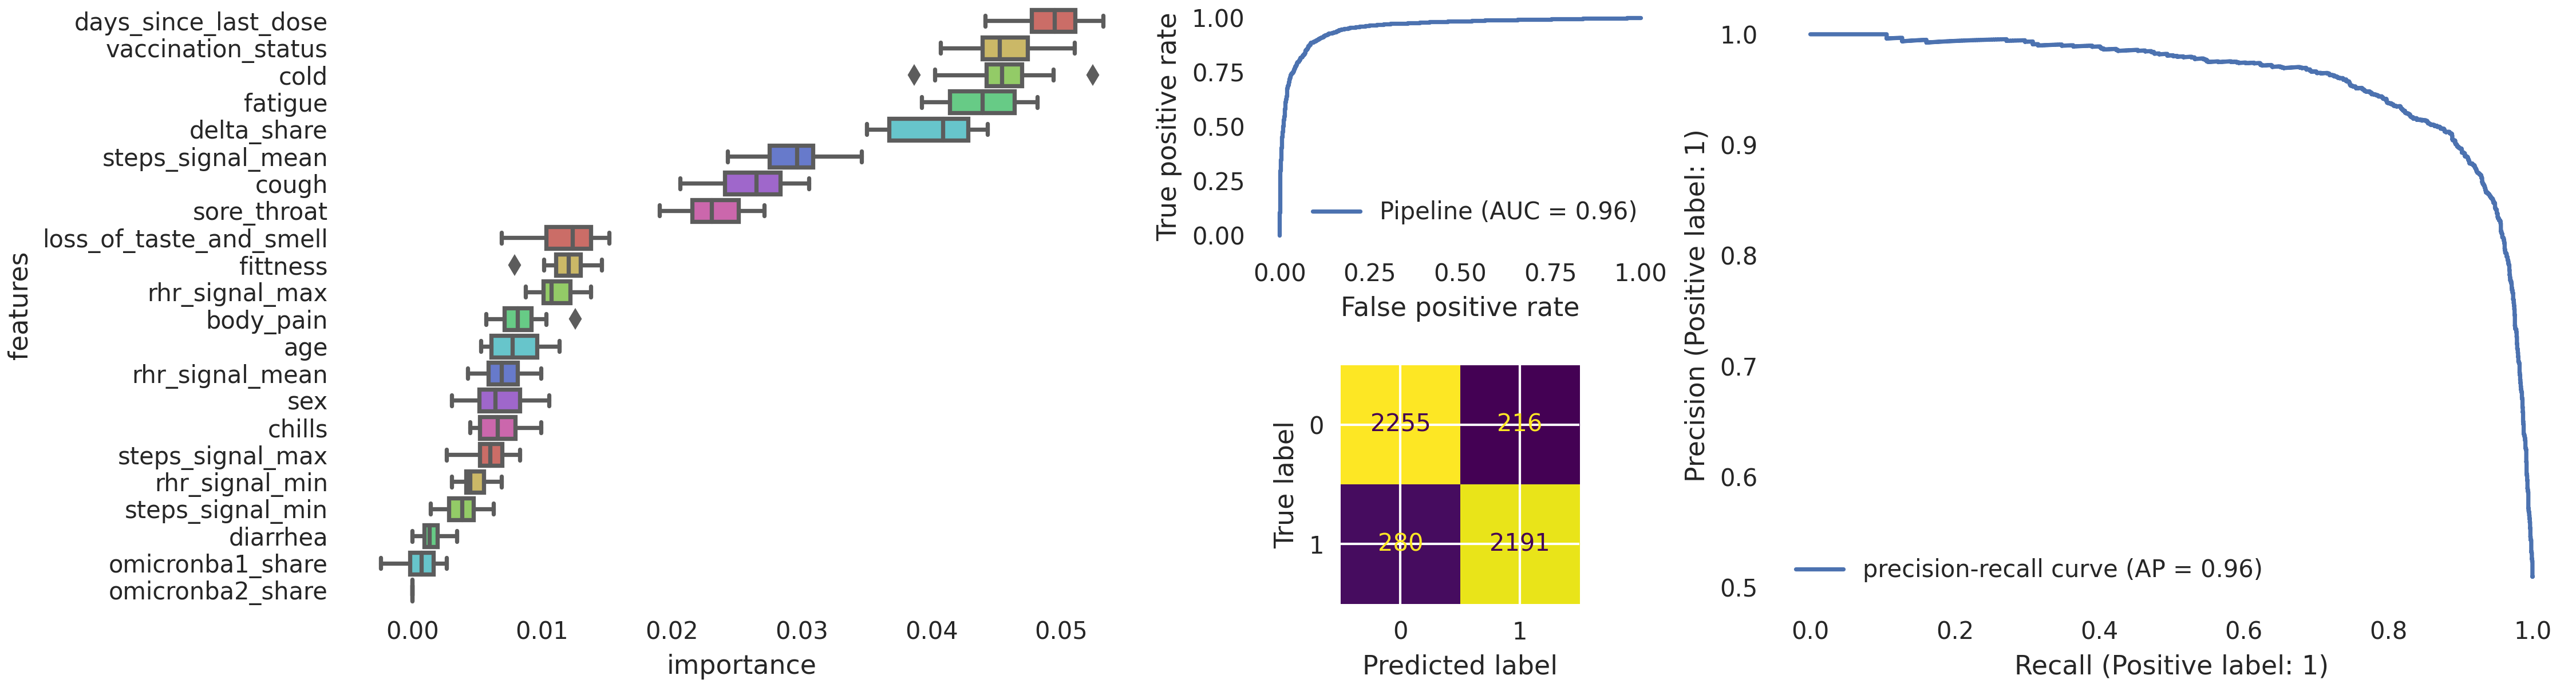 features
days_since_last_dose
vaccination_status
cold
fatigue
delta_share
steps_signal_mean
cough
sore_throat
loss_of_taste_and_smell
fittness
rhr_signal_max
body_pain
age
rhr_signal_mean
sex
chills
steps_signal_max
rhr_signal_min
steps_signal_min
diarrhea
omicronba1_share
omicronba2_share
0.00 0.01 0.02 0.03 0.04 0.05
importance
True positive rate
1.00
0.75
0.50
0.25
0.00
Pipeline (AUC = 0.96)
0.00 0.25 0.50 0.75 1.00
False positive rate
True label
0
1
2255 216
280 2191
0 1
Predicted label
Precision (Positive label: 1)
1.0
0.9
0.8
0.7
0.6
0.5
precision-recall curve (AP = 0.96)
0.0 0.2 0.4 0.6 0.8 1.0
Recall (Positive label: 1)